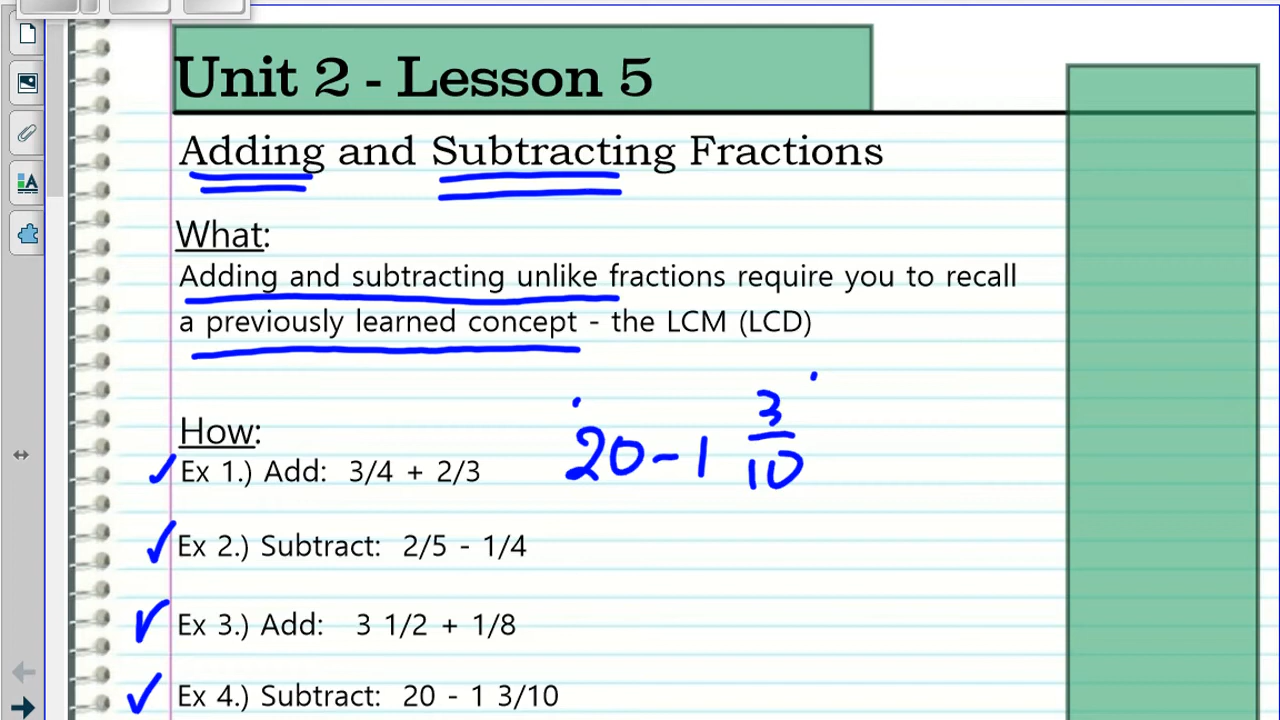 Unit 2 - Lesson 5
Adding and Subtracting Fractions
What:
Adding and subtracting unlike fractions require you to recall
a previously learned concept - the LCM (LCD)
How:
20 - 1 3/10
Ex 1.) Add: 3/4 + 2/3
Ex 2.) Subtract: 2/5 - 1/4
Ex 3.) Add: 3 1/2 + 1/8
Ex 4.) Subtract: 20 - 1 3/10